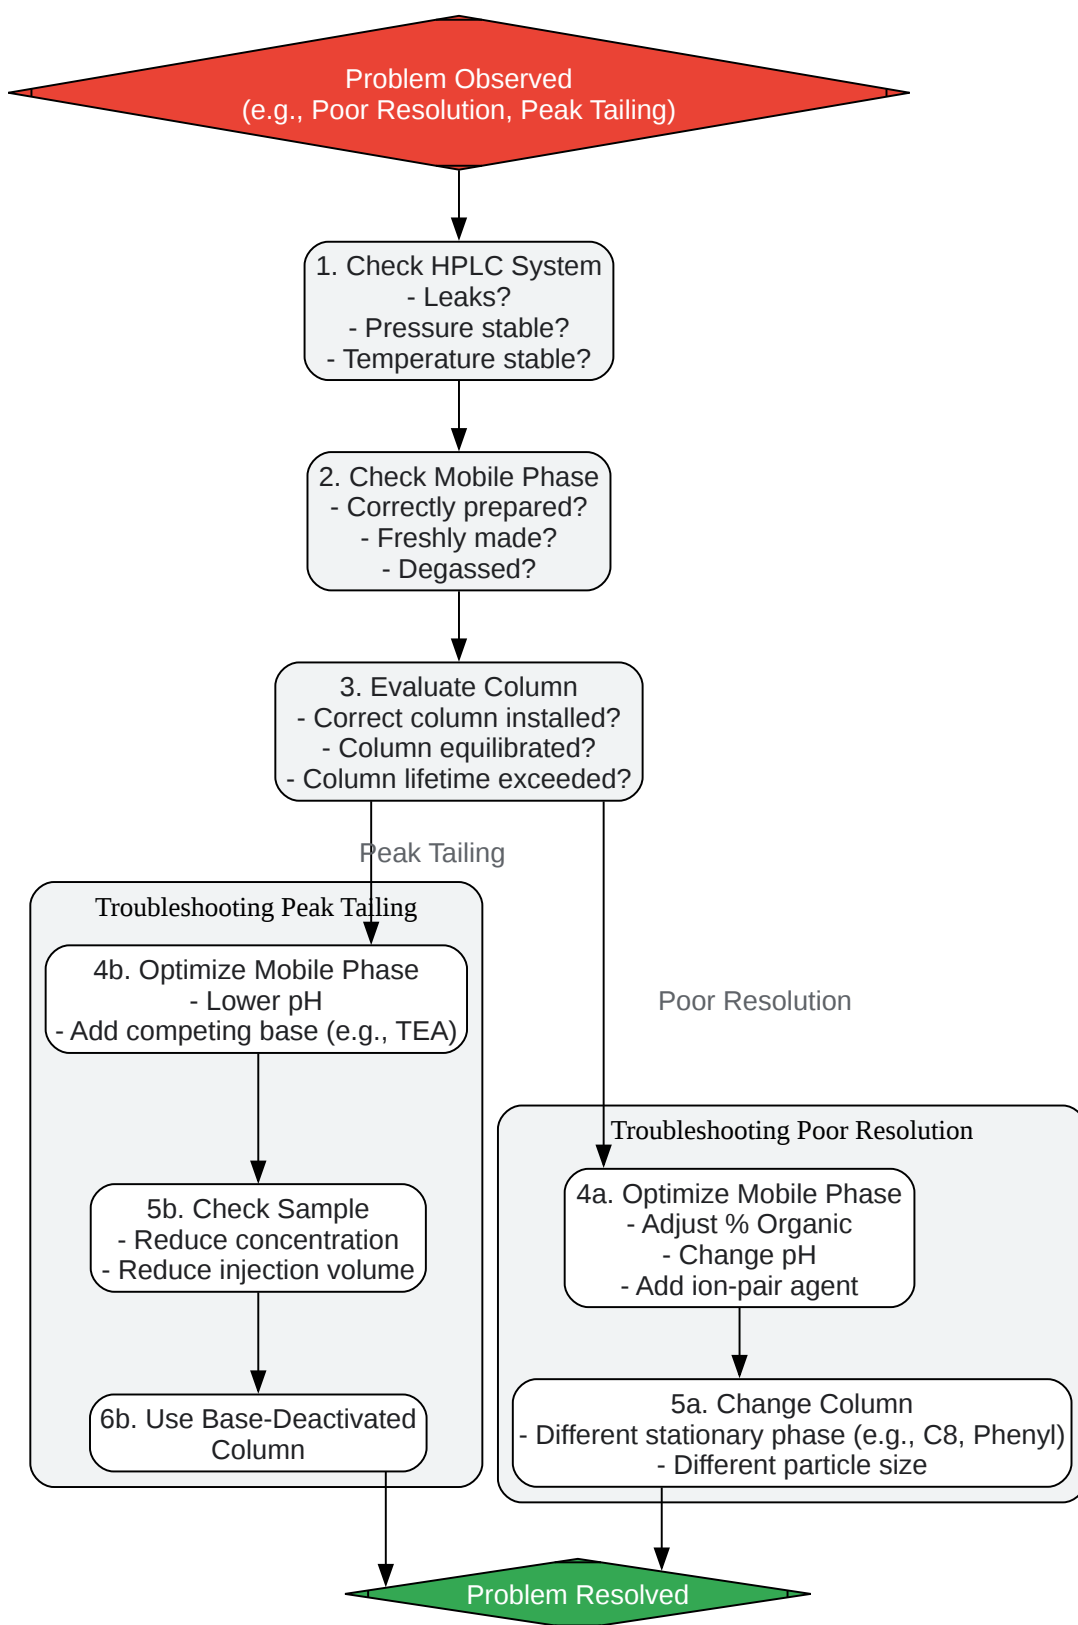 Problem Observed
(e.g., Poor Resolution, Peak Tailing)
1. Check HPLC System
- Leaks?
- Pressure stable?
- Temperature stable?
2. Check Mobile Phase
- Correctly prepared?
- Freshly made?
- Degassed?
3. Evaluate Column
- Correct column installed?
- Column equilibrated?
- Column lifetime exceeded?
Peak Tailing
Troubleshooting Peak Tailing
4b. Optimize Mobile Phase
- Lower pH
- Add competing base (e.g., TEA)
5b. Check Sample
- Reduce concentration
- Reduce injection volume
6b. Use Base-Deactivated
Column
Poor Resolution
Troubleshooting Poor Resolution
4a. Optimize Mobile Phase
- Adjust % Organic
- Change pH
- Add ion-pair agent
5a. Change Column
- Different stationary phase (e.g., C8, Phenyl)
- Different particle size
Problem Resolved